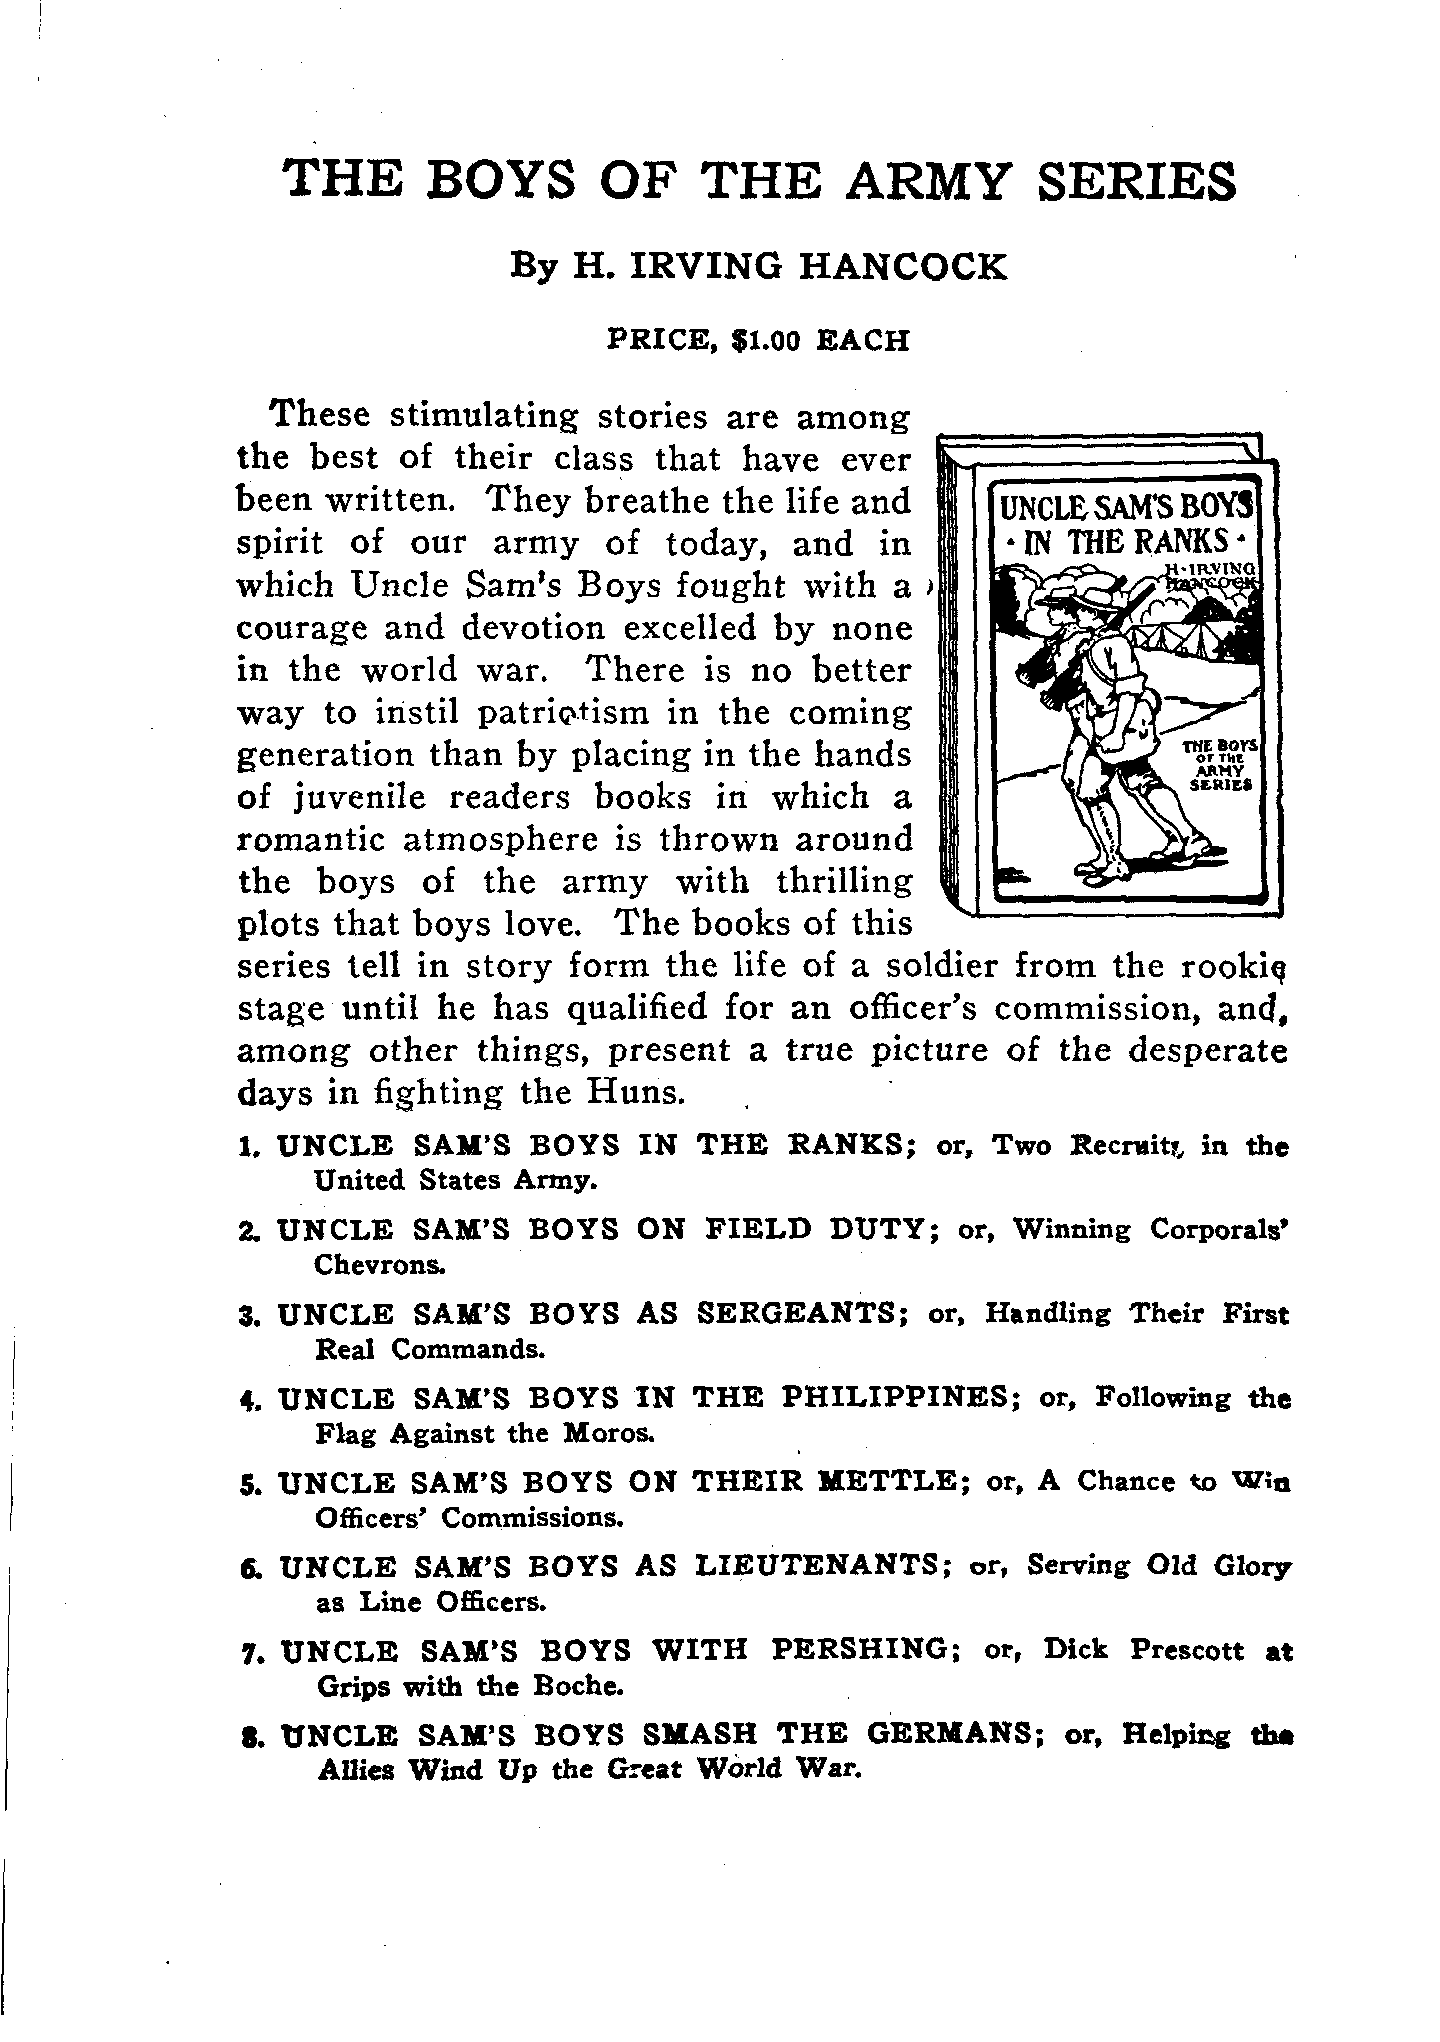 THE BOYS OF THE ARMY SERIES
By H. IRVING HANCOCK
PRICE, $1.00 EACH
These stimulating stories are among
the best of their class that have ever
been written. They breathe the life and
spirit of our army of today, and in
which Uncle Sam's Boys fought with a
courage and devotion excelled by none
in the world war. There is no better
way to instil patriotism in the coming
generation than by placing in the hands
of juvenile readers books in which a
romantic atmosphere is thrown around
the boys of the army with thrilling
plots that boys love. The books of this
series tell in story form the life of a soldier from the rookie
stage until he has qualified for an officer's commission, and,
among other things, present a true picture of the desperate
days in fighting the Huns.
UNCLE SAM'S BOYS
· IN THE RANKS ·
H·IRVING
HANCOCK
THE BOYS
OF THE
ARMY
SERIES
1. UNCLE SAM'S BOYS IN THE RANKS; or, Two Recruits in the
United States Army.
2. UNCLE SAM'S BOYS ON FIELD DUTY; or, Winning Corporals'
Chevrons.
3. UNCLE SAM'S BOYS AS SERGEANTS; or, Handling Their First
Real Commands.
4. UNCLE SAM'S BOYS IN THE PHILIPPINES; or, Following the
Flag Against the Moros.
5. UNCLE SAM'S BOYS ON THEIR METTLE; or, A Chance to Win
Officers' Commissions.
6. UNCLE SAM'S BOYS AS LIEUTENANTS; or, Serving Old Glory
as Line Officers.
7. UNCLE SAM'S BOYS WITH PERSHING; or, Dick Prescott at
Grips with the Boche.
8. UNCLE SAM'S BOYS SMASH THE GERMANS; or, Helping the
Allies Wind Up the Great World War.